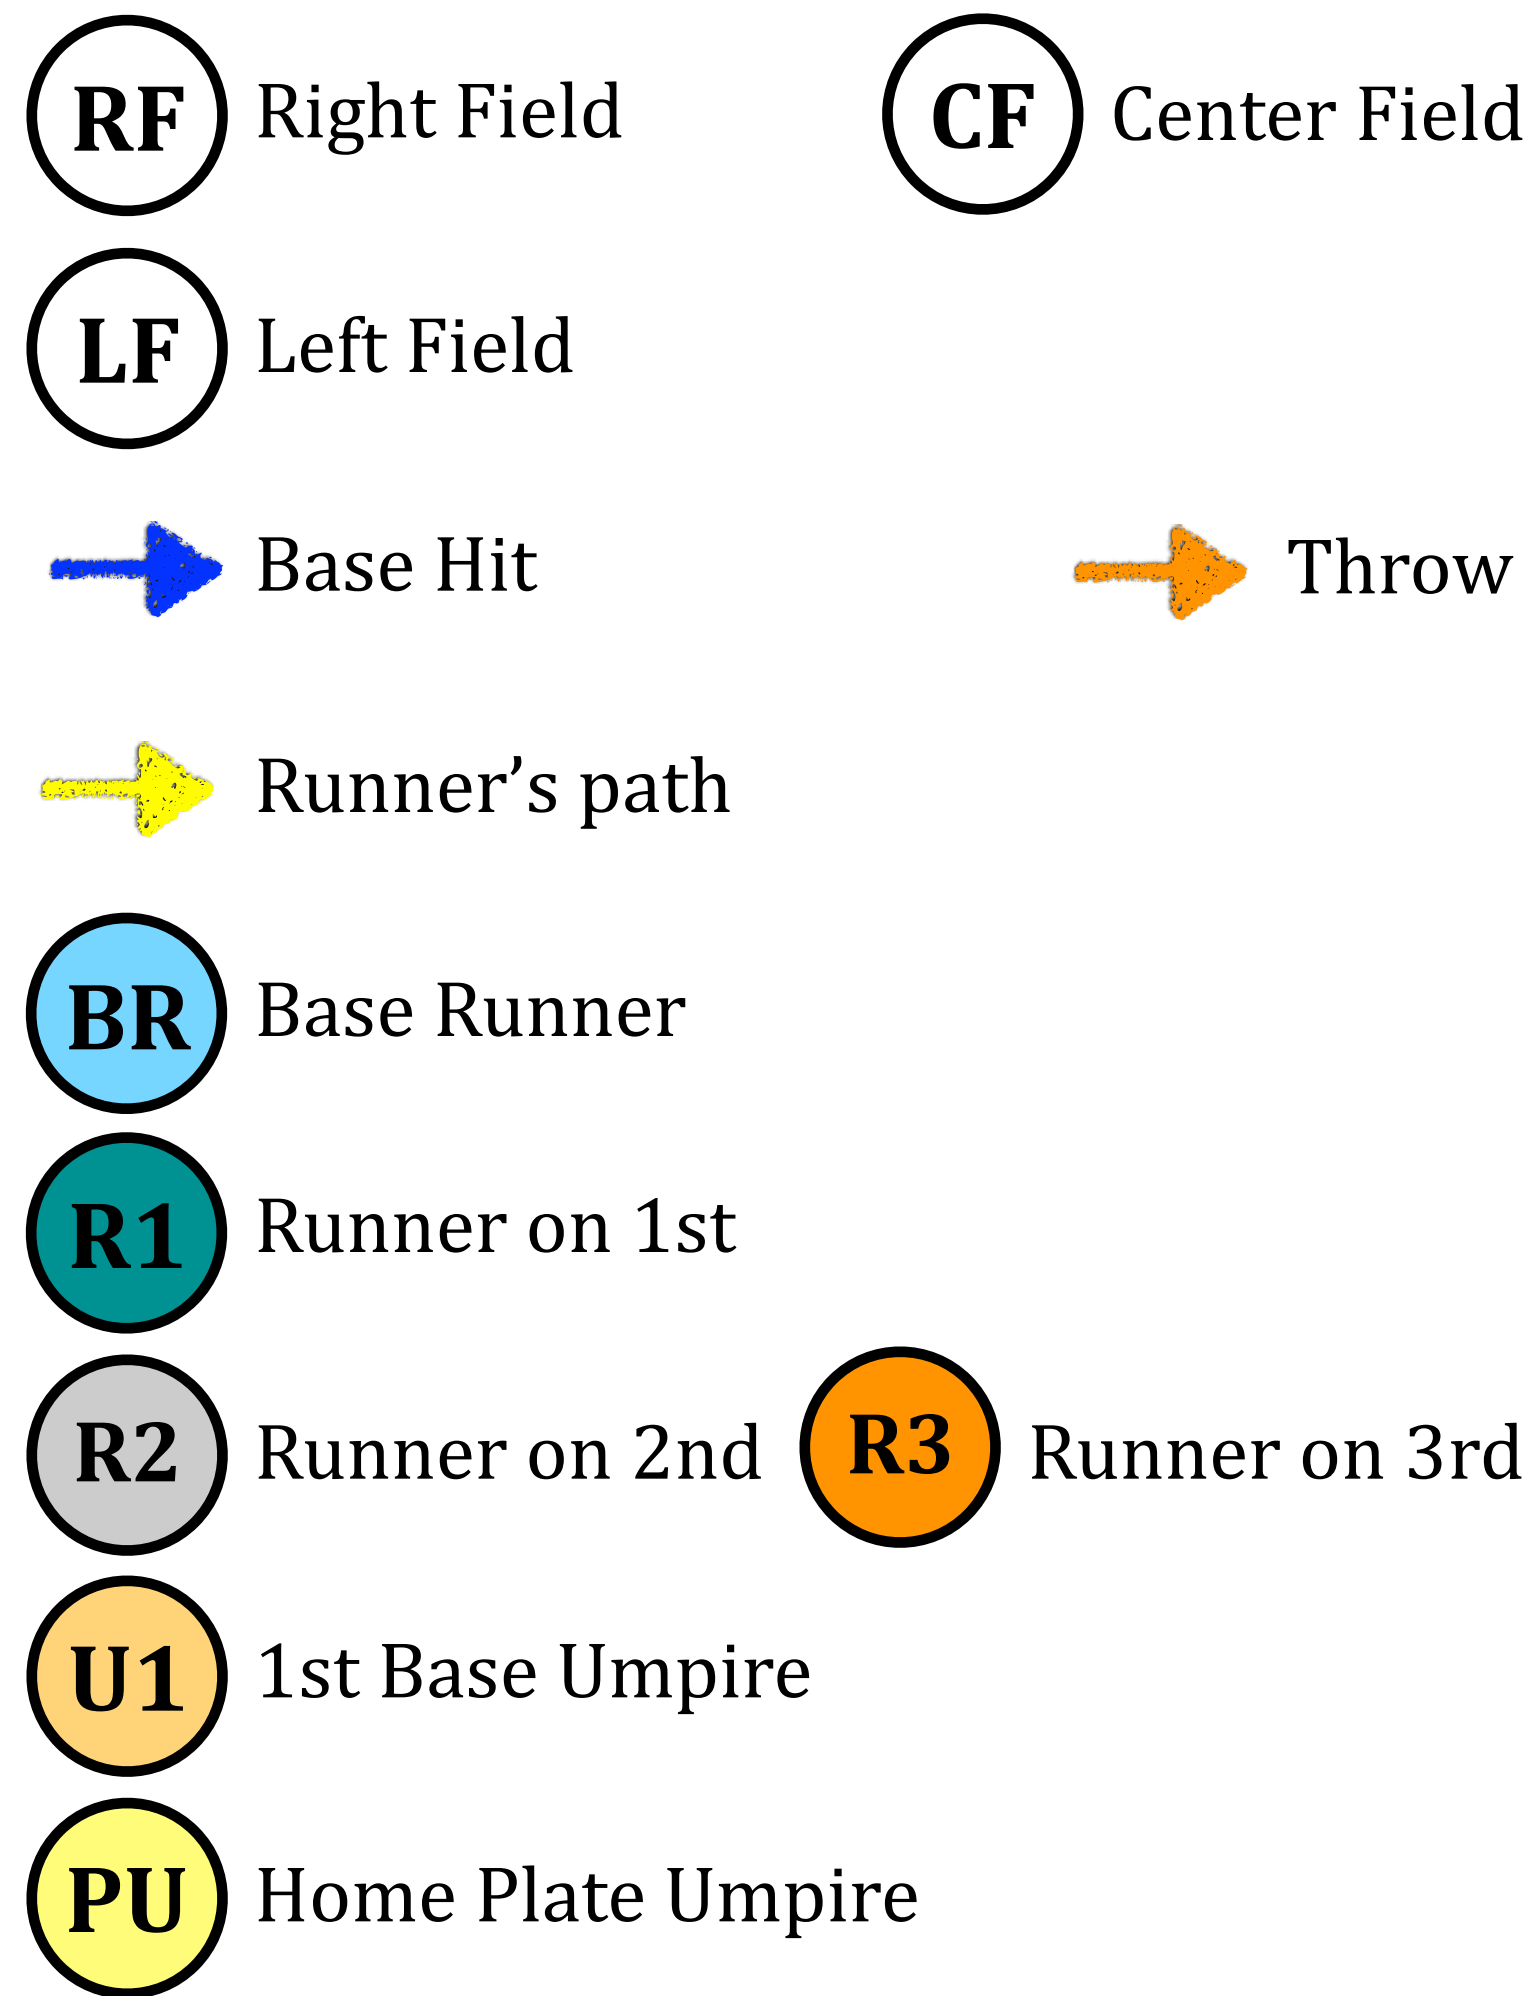 RF Right Field CF Center Field
LF Left Field
Base Hit Throw
Runner’s path
BR Base Runner
R1 Runner on 1st
R2 Runner on 2nd R3 Runner on 3rd
U1 1st Base Umpire
PU Home Plate Umpire